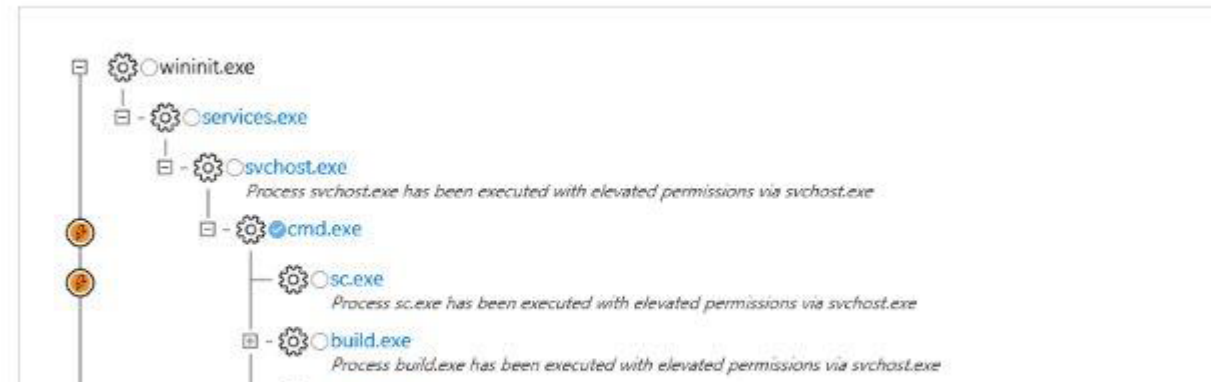 wininit.exe
services.exe
svchost.exe
Process svchost.exe has been executed with elevated permissions via svchost.exe
cmd.exe
sc.exe
Process sc.exe has been executed with elevated permissions via svchost.exe
build.exe
Process build.exe has been executed with elevated permissions via svchost.exe